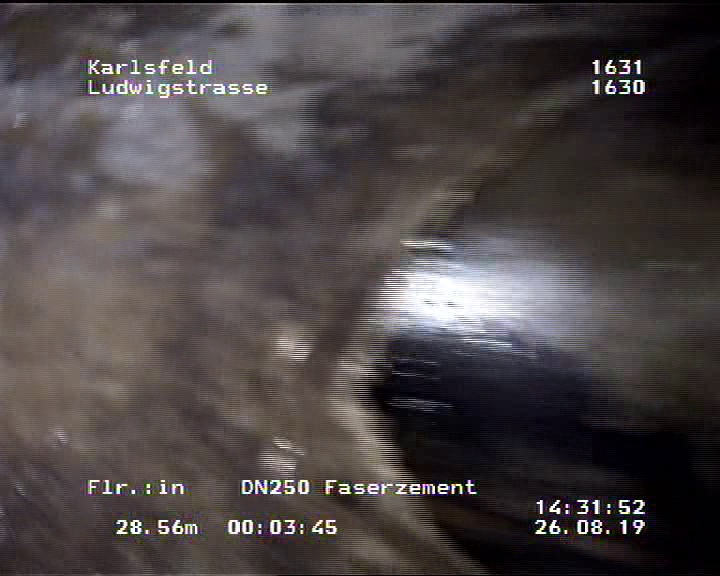 Karlsfeld 1631
Ludwigstrasse 1630
Flr.:in DN250 Faserzement
14:31:52
28.56m 00:03:45 26.08.19